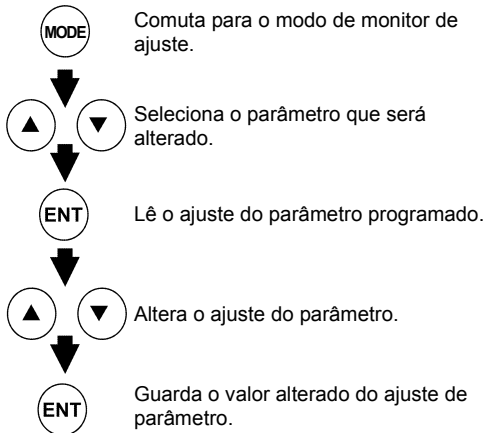 MODE
Comuta para o modo de monitor de
ajuste.
▲ ▼
Seleciona o parâmetro que será
alterado.
ENT
Lê o ajuste do parâmetro programado.
▲ ▼
Altera o ajuste do parâmetro.
ENT
Guarda o valor alterado do ajuste de
parâmetro.